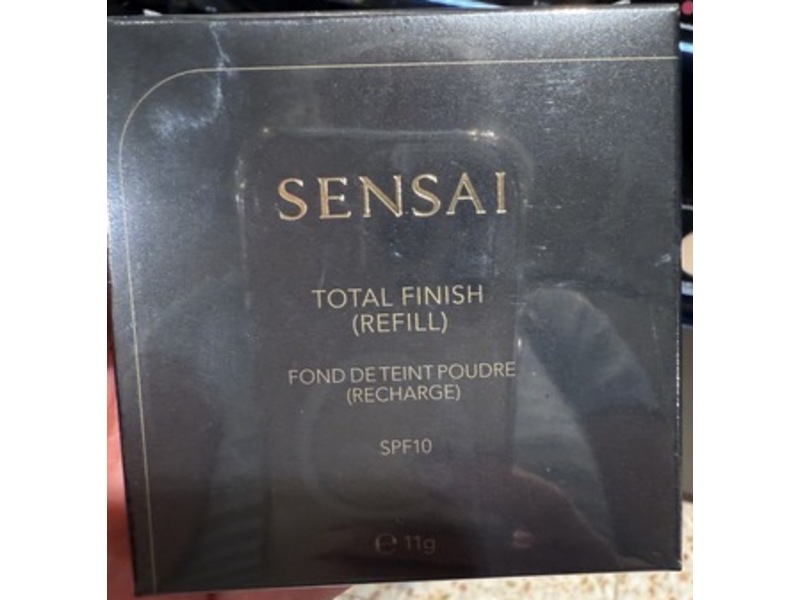 SENSAI
TOTAL FINISH
(REFILL)
FOND DE TEINT POUDRE
(RECHARGE)
SPF10
℮ 11g